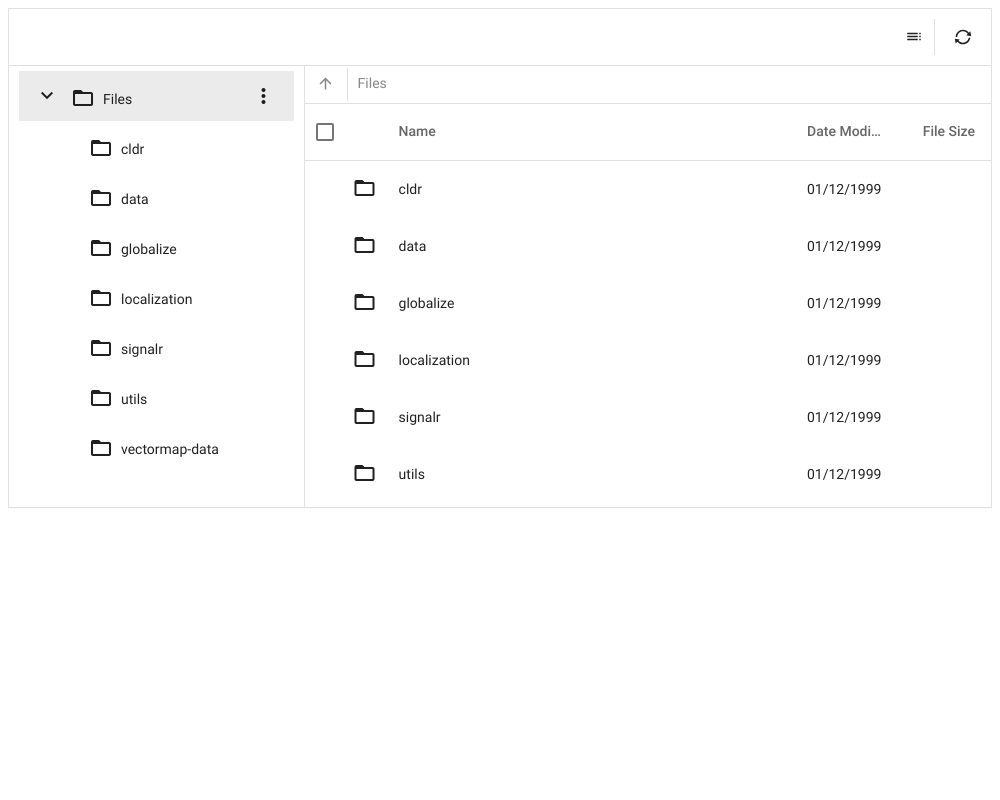 Files
cldr
data
globalize
localization
signalr
utils
vectormap-data
Files
Name Date Modi... File Size
cldr 01/12/1999
data 01/12/1999
globalize 01/12/1999
localization 01/12/1999
signalr 01/12/1999
utils 01/12/1999